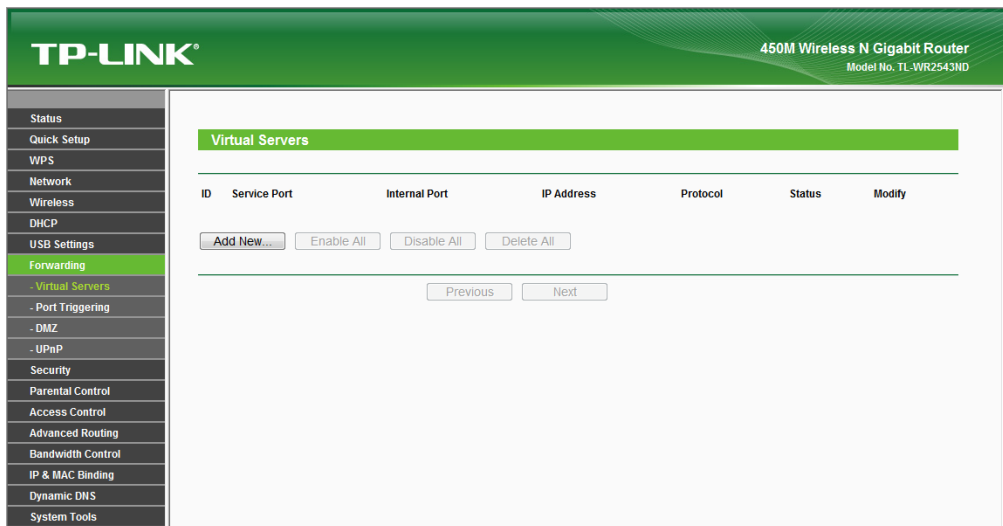 TP-LINK®
450M Wireless N Gigabit Router
Model No. TL-WR2543ND
Status
Quick Setup
WPS
Network
Wireless
DHCP
USB Settings
Forwarding
- Virtual Servers
- Port Triggering
- DMZ
- UPnP
Security
Parental Control
Access Control
Advanced Routing
Bandwidth Control
IP & MAC Binding
Dynamic DNS
System Tools
Virtual Servers
ID Service Port Internal Port IP Address Protocol Status Modify
Add New... Enable All Disable All Delete All
Previous Next